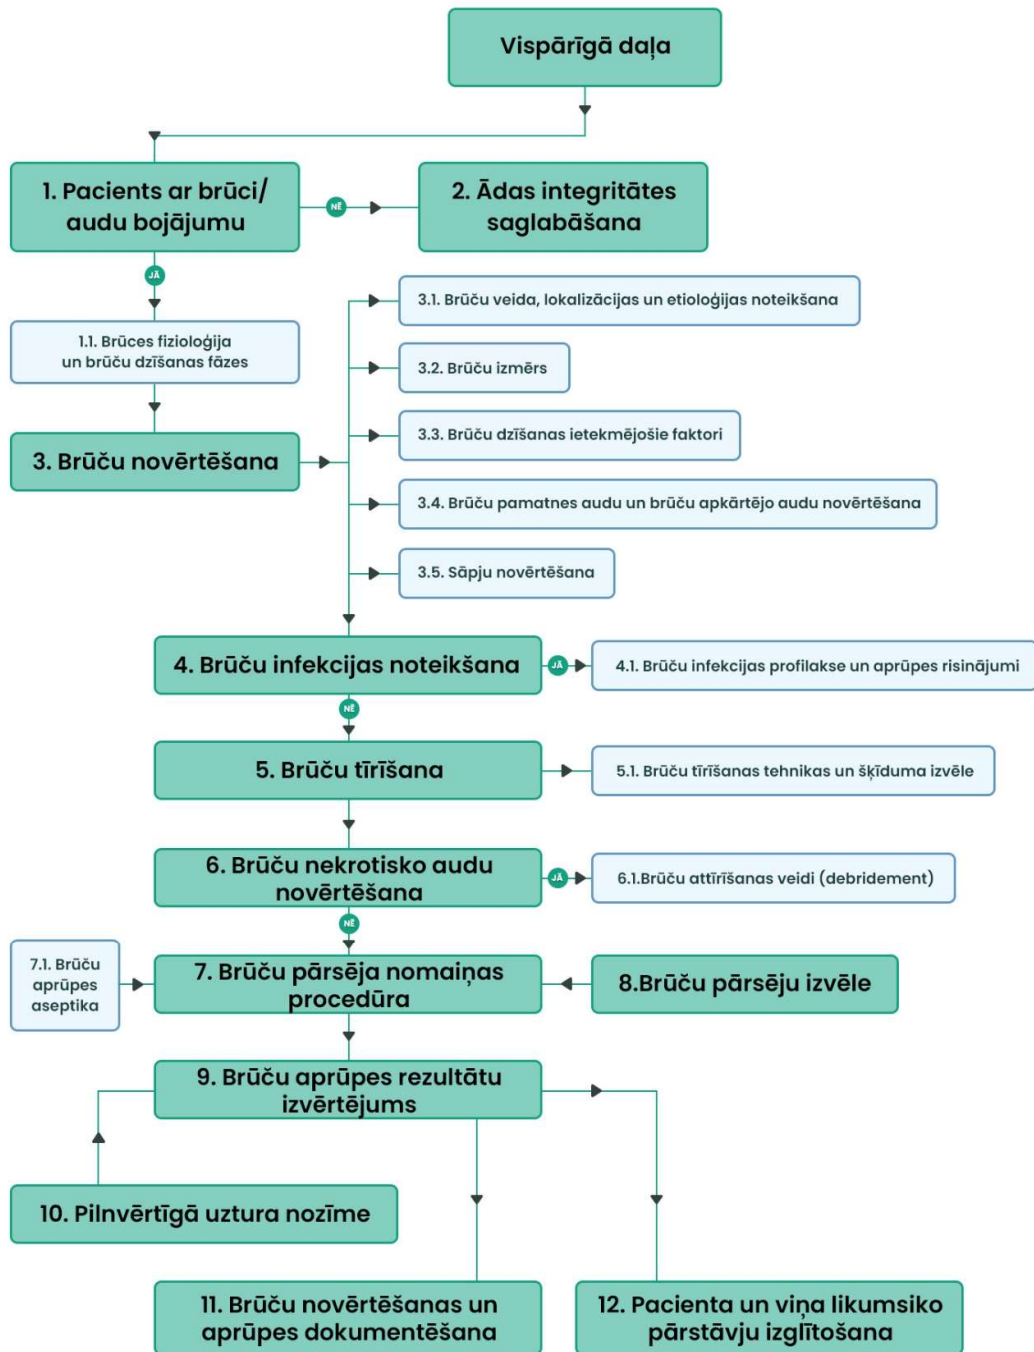 Vispārīgā daļa
1. Pacients ar brūci/
audu bojājumu
NĒ
2. Ādas integritātes
saglabāšana
JĀ
3.1. Brūču veida, lokalizācijas un etioloģijas noteikšana
1.1. Brūces fizioloģija
un brūču dzīšanas fāzes
3.2. Brūču izmērs
3.3. Brūču dzīšanas ietekmējošie faktori
3. Brūču novērtēšana
3.4. Brūču pamatnes audu un brūču apkārtējo audu novērtēšana
3.5. Sāpju novērtēšana
4. Brūču infekcijas noteikšana
JĀ
4.1. Brūču infekcijas profilakse un aprūpes risinājumi
NĒ
5. Brūču tīrīšana
5.1. Brūču tīrīšanas tehnikas un šķīduma izvēle
6. Brūču nekrotisko audu
novērtēšana
JĀ
6.1.Brūču attīrīšanas veidi (debridement)
NĒ
7.1. Brūču
aprūpes
aseptika
7. Brūču pārsēja nomaiņas
procedūra
8.Brūču pārsēju izvēle
9. Brūču aprūpes rezultātu
izvērtējums
10. Pilnvērtīgā uztura nozīme
11. Brūču novērtēšanas un
aprūpes dokumentēšana
12. Pacienta un viņa likumsiko
pārstāvju izglītošana